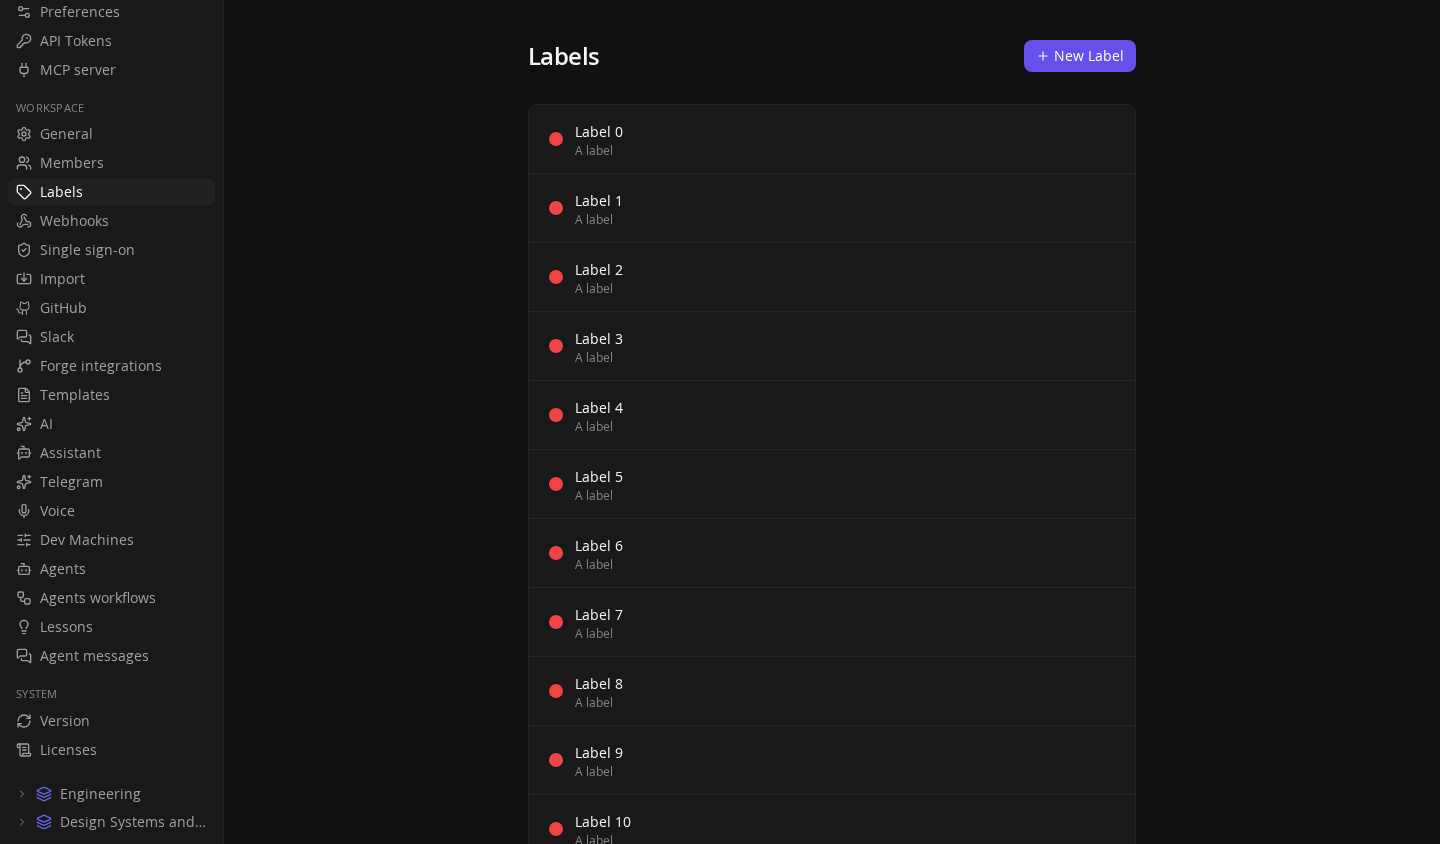 Preferences
API Tokens
MCP server
WORKSPACE
General
Members
Labels
Webhooks
Single sign-on
Import
GitHub
Slack
Forge integrations
Templates
AI
Assistant
Telegram
Voice
Dev Machines
Agents
Agents workflows
Lessons
Agent messages
SYSTEM
Version
Licenses
Engineering
Design Systems and...
Labels
New Label
Label 0
A label
Label 1
A label
Label 2
A label
Label 3
A label
Label 4
A label
Label 5
A label
Label 6
A label
Label 7
A label
Label 8
A label
Label 9
A label
Label 10
A label